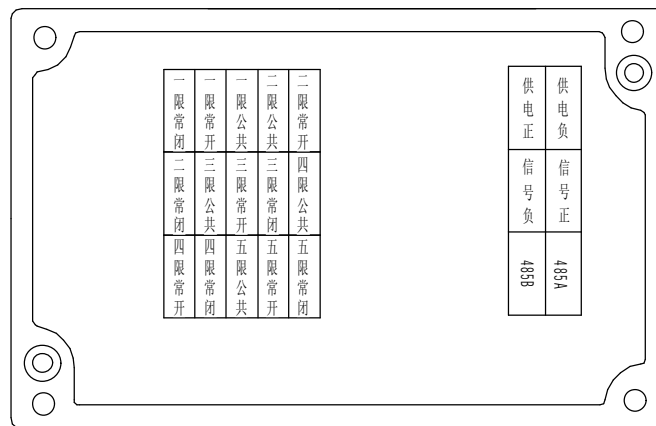 一限常闭
一限常开
一限公共
二限公共
二限常开
二限常闭
三限公共
三限常开
三限常闭
四限公共
四限常开
四限常闭
五限公共
五限常开
五限常闭
供电正
供电负
信号负
信号正
485B
485A